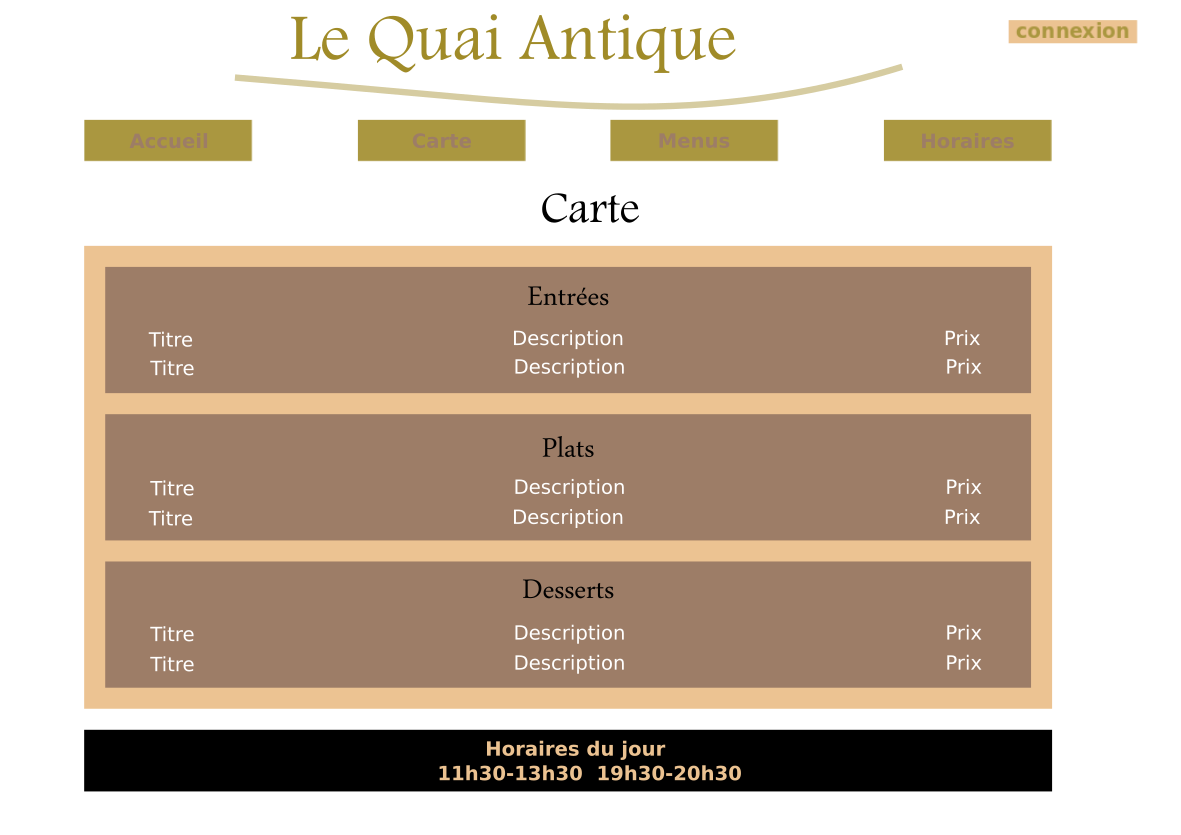 Le Quai Antique
connexion
Accueil Carte Menus Horaires
Carte
Entrées
Titre Description Prix
Titre Description Prix
Plats
Titre Description Prix
Titre Description Prix
Desserts
Titre Description Prix
Titre Description Prix
Horaires du jour
11h30-13h30 19h30-20h30